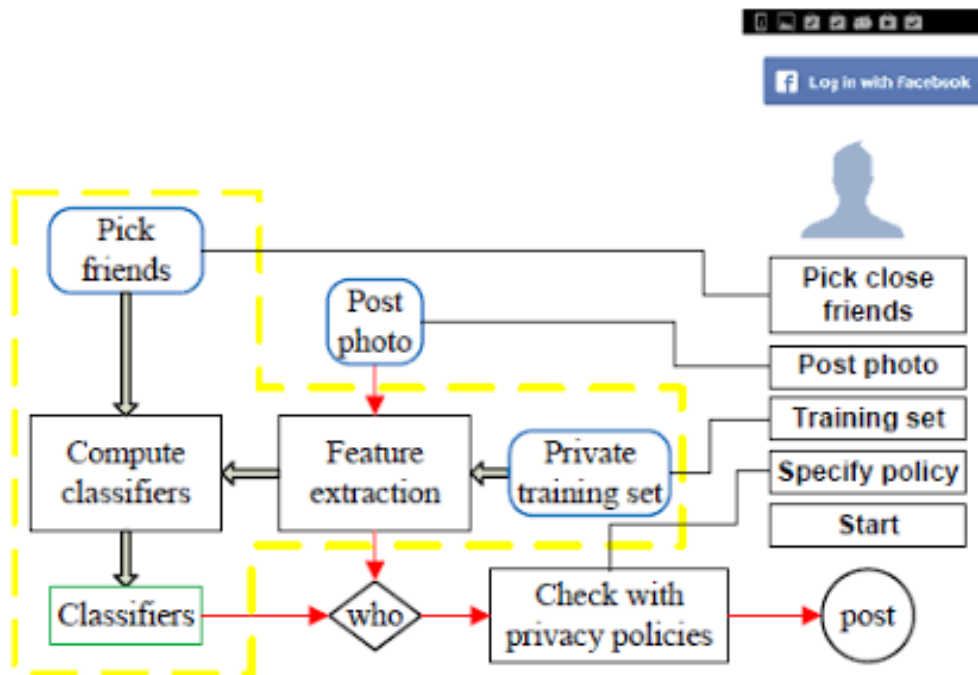 Log in with Facebook
Pick
friends
Post
photo
Pick close
friends
Post photo
Training set
Specify policy
Start
Compute
classifiers
Feature
extraction
Private
training set
Classifiers
who
Check with
privacy policies
post